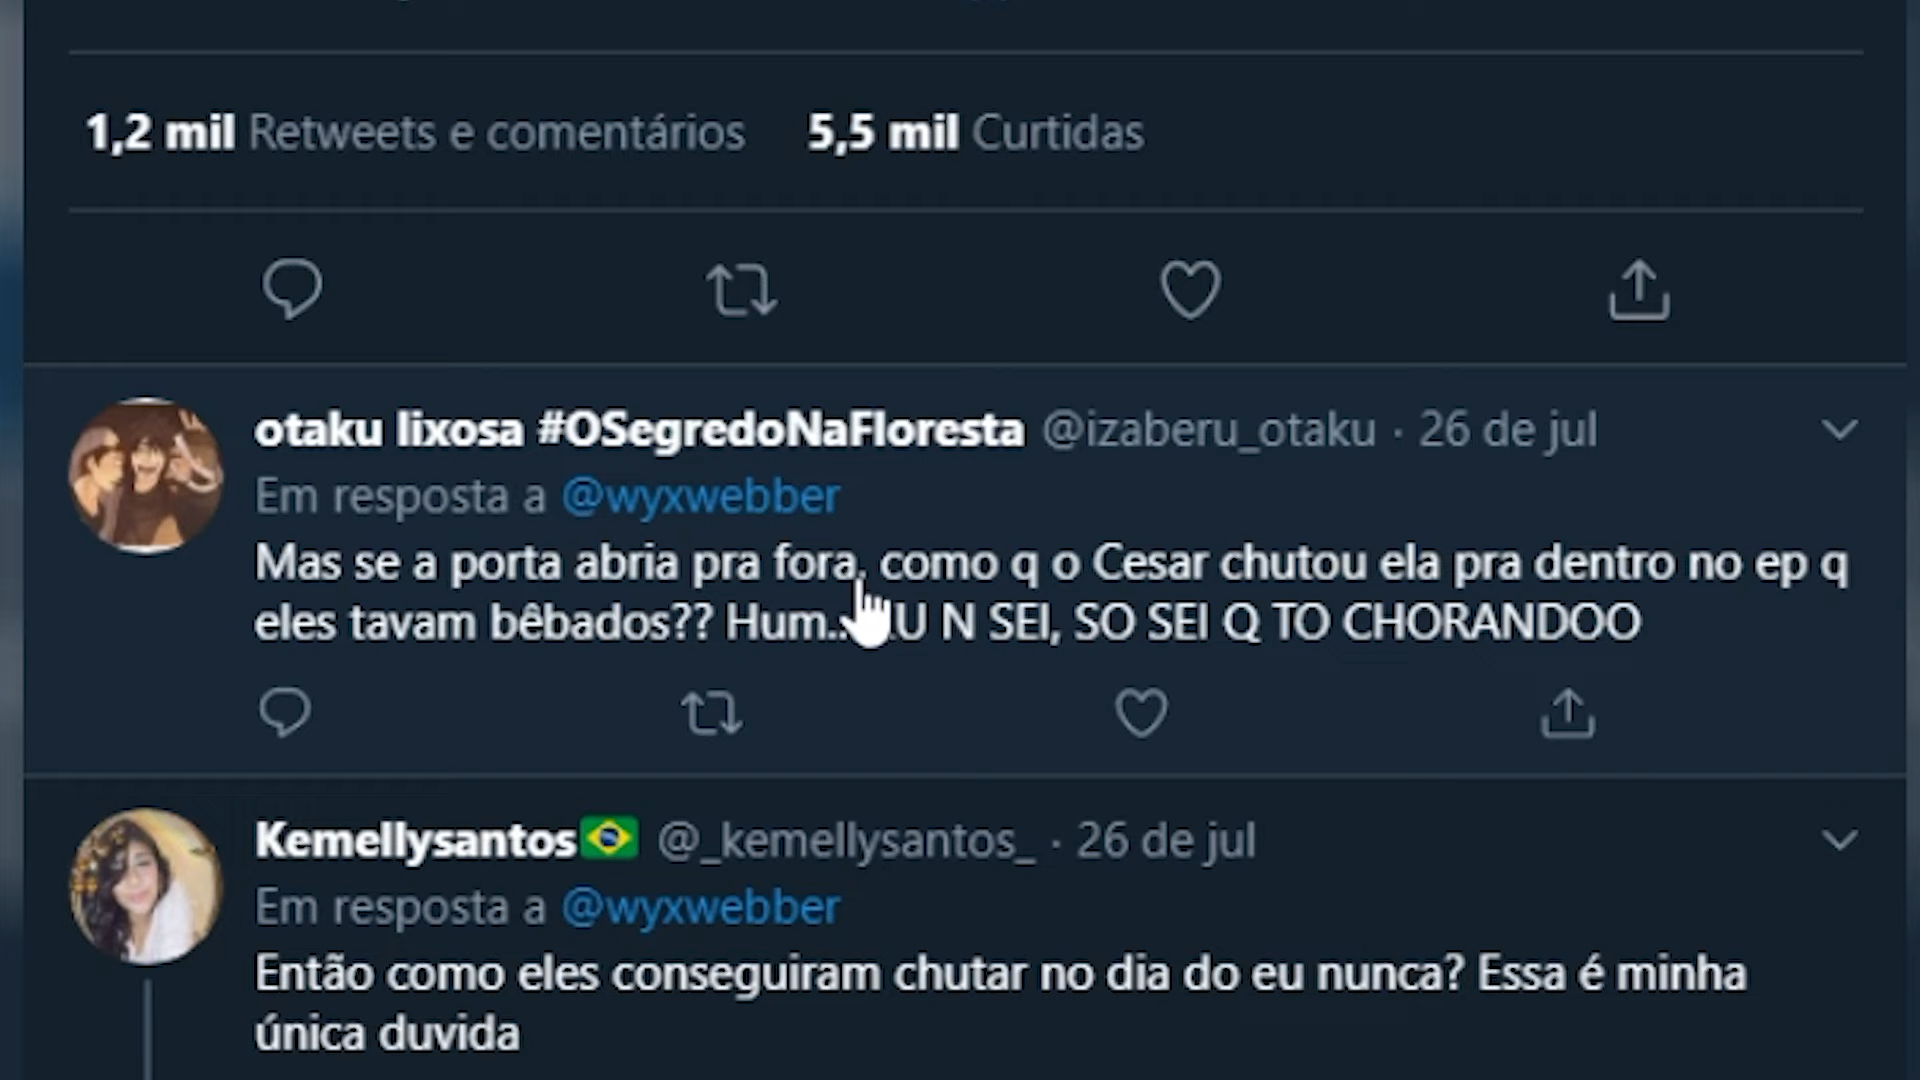 1,2 mil Retweets e comentários 5,5 mil Curtidas
otaku lixosa #OSegredoNaFloresta @izaberu_otaku · 26 de jul
Em resposta a @wyxwebber
Mas se a porta abria pra fora, como q o Cesar chutou ela pra dentro no ep q
eles tavam bêbados?? Hum.. N SEI, SO SEI Q TO CHORANDOO
Kemellysantos🇧🇷 @_kemellysantos_ · 26 de jul
Em resposta a @wyxwebber
Então como eles conseguiram chutar no dia do eu nunca? Essa é minha
única duvida